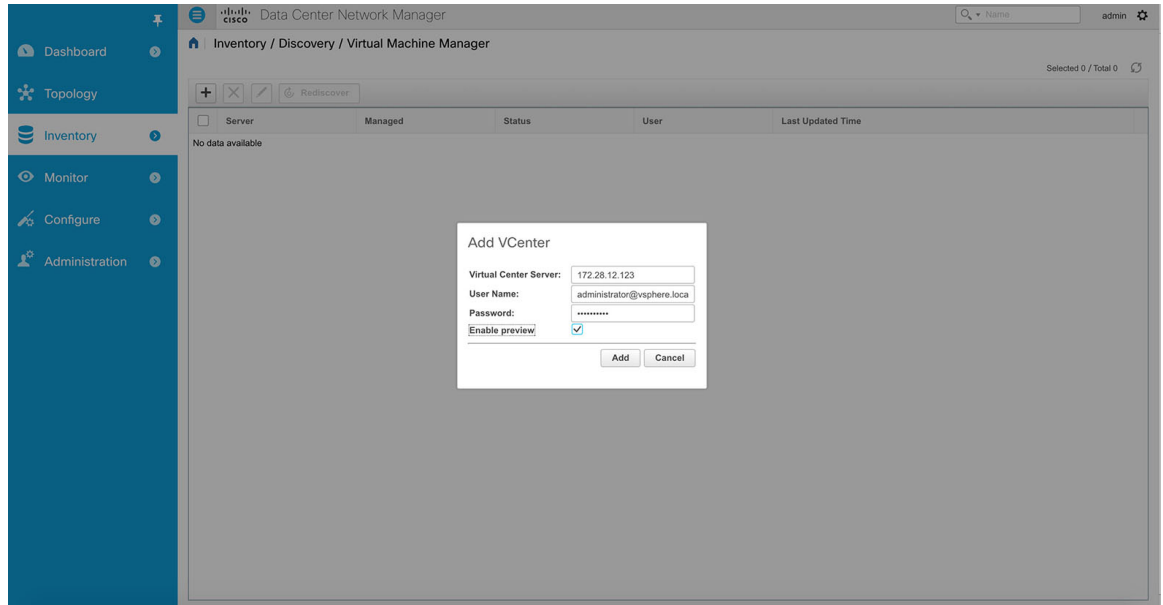 cisco Data Center Network Manager
Name
admin
Inventory / Discovery / Virtual Machine Manager
Selected 0 / Total 0
Dashboard
Topology
Inventory
Monitor
Configure
Administration
Rediscover
Server Managed Status User Last Updated Time
No data available
Add VCenter
Virtual Center Server: 172.28.12.123
User Name: administrator@vsphere.loca
Password: ••••••••••
Enable preview
Add Cancel